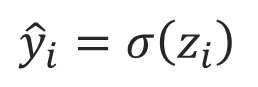 ŷᵢ = σ(zᵢ)